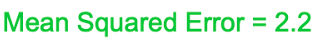 Mean Squared Error = 2.2